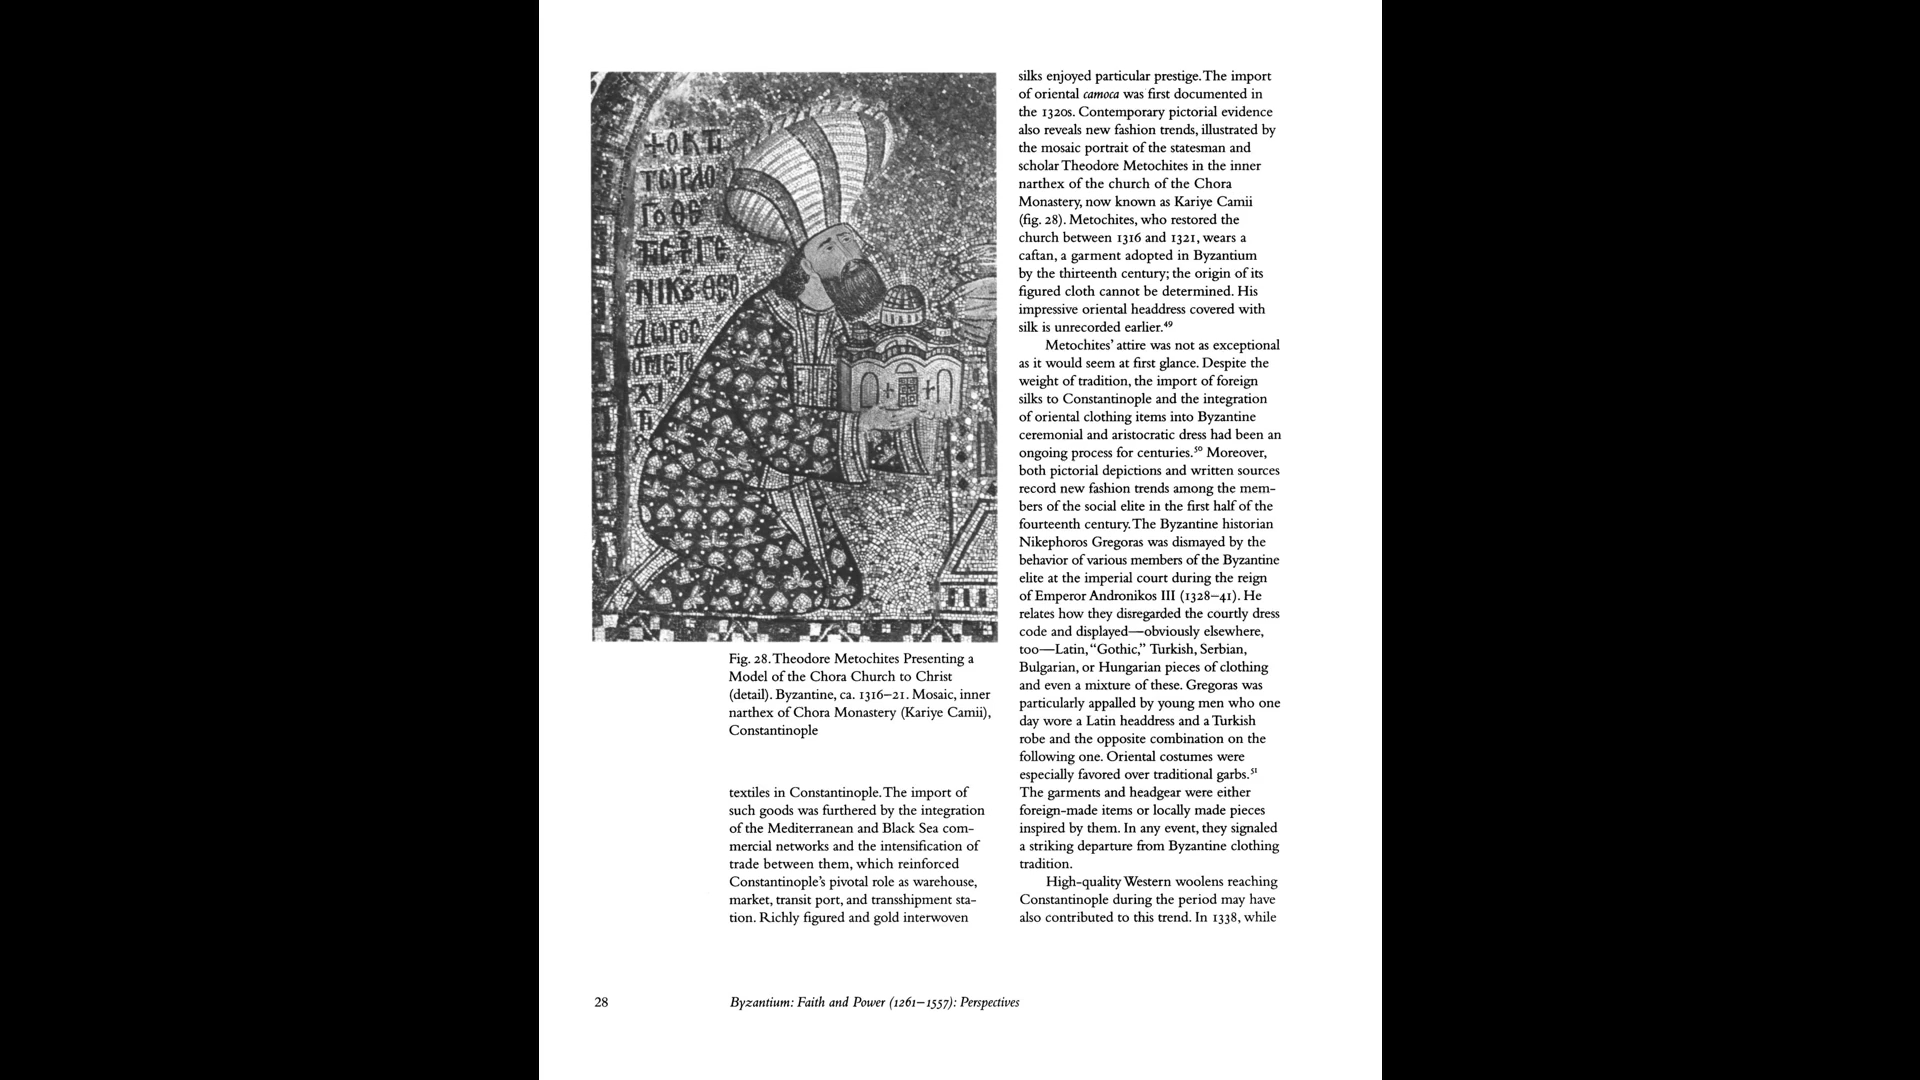 + Ο ΚΤΗ
ΤΩΡ ΛΟ
ΓΟΘΕ
ΓΕ
ΝΙΚȣ ΘΕΟ
ΔΩΡΟC
Ο ΜΕΤΟ
ΧΙ
ΤΗ
Fig. 28. Theodore Metochites Presenting a
Model of the Chora Church to Christ
(detail). Byzantine, ca. 1316–21. Mosaic, inner
narthex of Chora Monastery (Kariye Camii),
Constantinople
textiles in Constantinople. The import of
such goods was furthered by the integration
of the Mediterranean and Black Sea com-
mercial networks and the intensification of
trade between them, which reinforced
Constantinople's pivotal role as warehouse,
market, transit port, and transshipment sta-
tion. Richly figured and gold interwoven
silks enjoyed particular prestige. The import
of oriental camoca was first documented in
the 1320s. Contemporary pictorial evidence
also reveals new fashion trends, illustrated by
the mosaic portrait of the statesman and
scholar Theodore Metochites in the inner
narthex of the church of the Chora
Monastery, now known as Kariye Camii
(fig. 28). Metochites, who restored the
church between 1316 and 1321, wears a
caftan, a garment adopted in Byzantium
by the thirteenth century; the origin of its
figured cloth cannot be determined. His
impressive oriental headdress covered with
silk is unrecorded earlier.49
Metochites' attire was not as exceptional
as it would seem at first glance. Despite the
weight of tradition, the import of foreign
silks to Constantinople and the integration
of oriental clothing items into Byzantine
ceremonial and aristocratic dress had been an
ongoing process for centuries.50 Moreover,
both pictorial depictions and written sources
record new fashion trends among the mem-
bers of the social elite in the first half of the
fourteenth century. The Byzantine historian
Nikephoros Gregoras was dismayed by the
behavior of various members of the Byzantine
elite at the imperial court during the reign
of Emperor Andronikos III (1328–41). He
relates how they disregarded the courtly dress
code and displayed—obviously elsewhere,
too—Latin, “Gothic,” Turkish, Serbian,
Bulgarian, or Hungarian pieces of clothing
and even a mixture of these. Gregoras was
particularly appalled by young men who one
day wore a Latin headdress and a Turkish
robe and the opposite combination on the
following one. Oriental costumes were
especially favored over traditional garbs.51
The garments and headgear were either
foreign-made items or locally made pieces
inspired by them. In any event, they signaled
a striking departure from Byzantine clothing
tradition.
High-quality Western woolens reaching
Constantinople during the period may have
also contributed to this trend. In 1338, while
28
Byzantium: Faith and Power (1261–1557): Perspectives